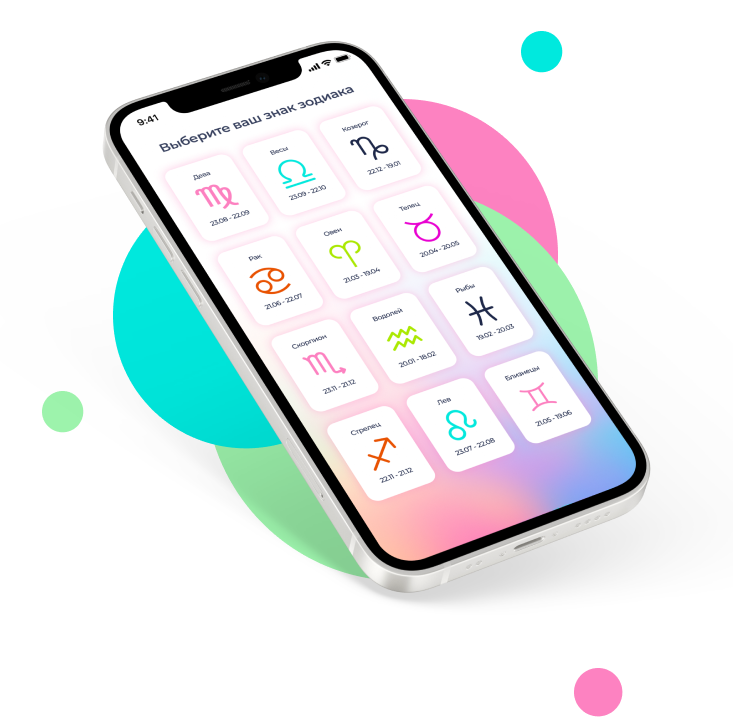 9:41
Выберите ваш знак зодиака
Дева
23.08 - 22.09
Весы
23.09 - 22.10
Козерог
22.12 - 19.01
Рак
21.06 - 22.07
Овен
21.03 - 19.04
Телец
20.04 - 20.05
Скорпион
23.11 - 21.12
Водолей
20.01 - 18.02
Рыбы
19.02 - 20.03
Стрелец
22.11 - 21.12
Лев
23.07 - 22.08
Близнецы
21.05 - 19.06